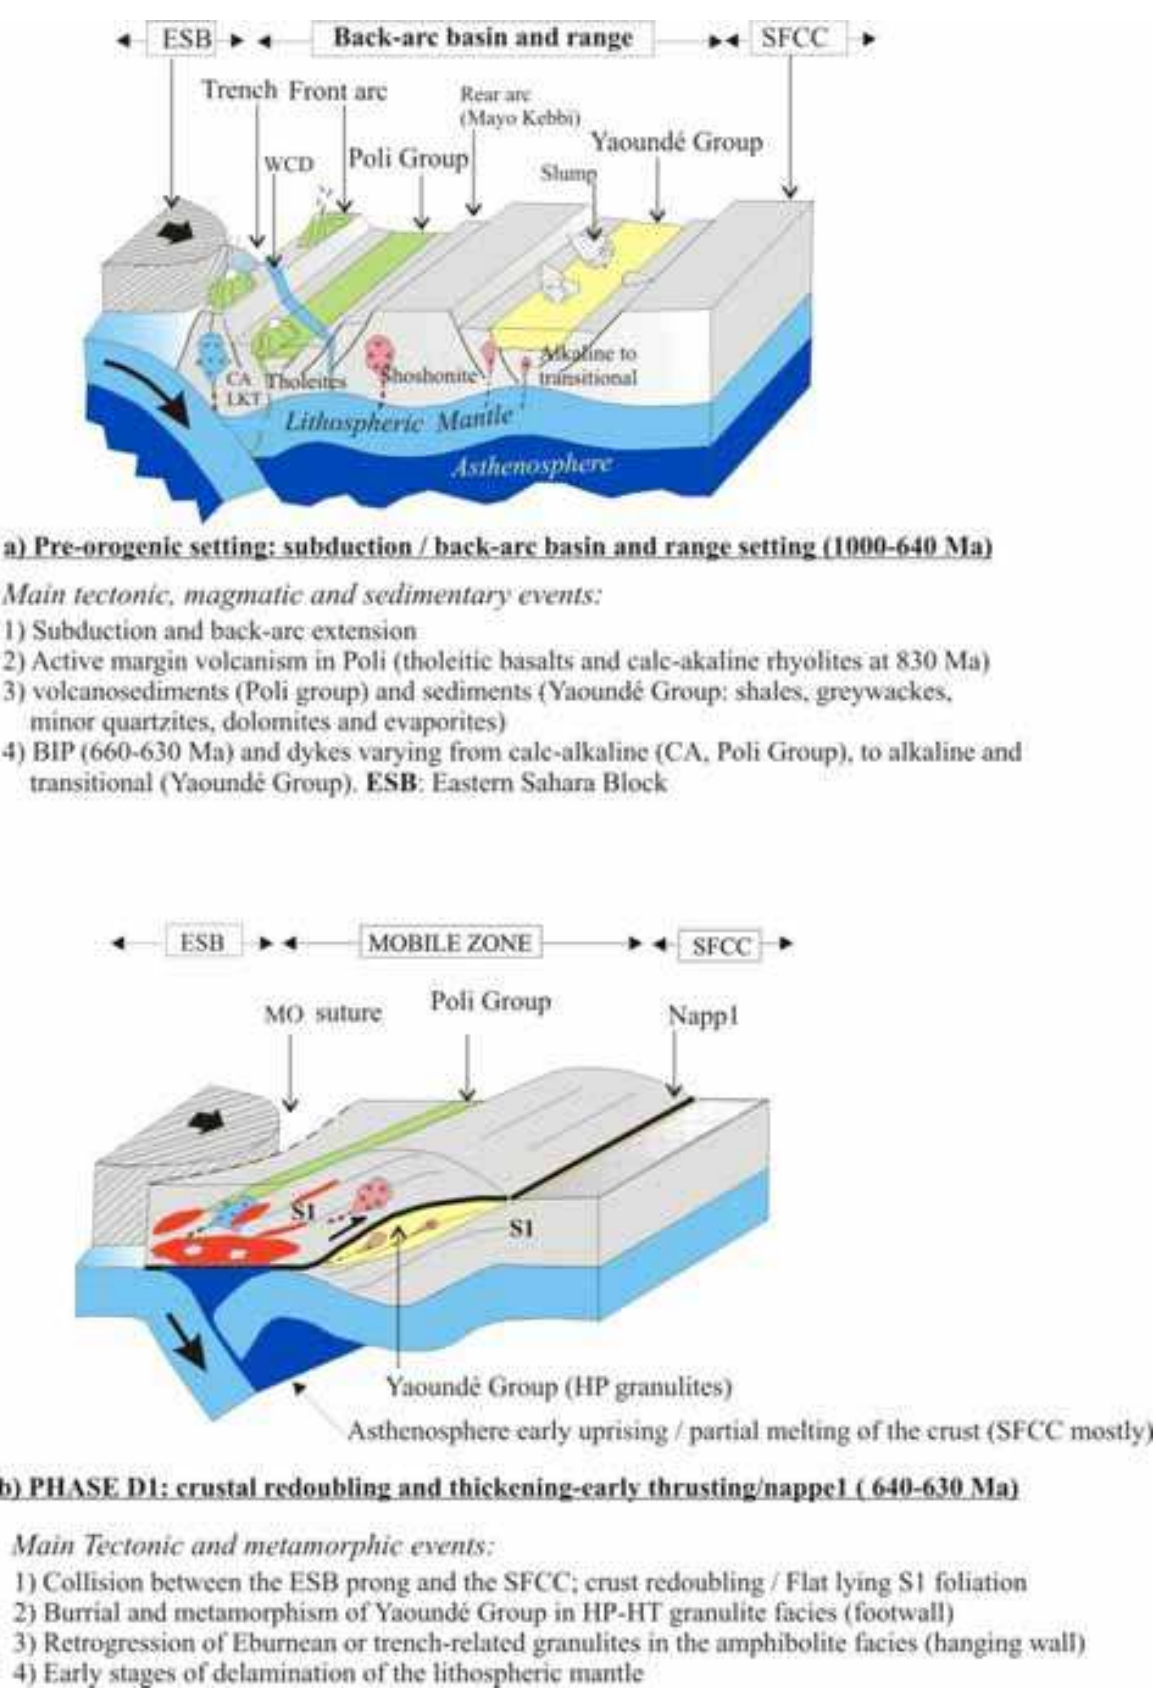 ESB Back-arc basin and range SFCC
Trench Front arc
Rear arc
(Mayo Kebbi)
Yaoundé Group
WCD Poli Group
Slump
CA
LKT
Tholeites
Shoshonite
Alkaline to
transitional
Lithospheric Mantle
Asthenosphere
a) Pre-orogenic setting: subduction / back-arc basin and range setting (1000-640 Ma)
Main tectonic, magmatic and sedimentary events:
1) Subduction and back-arc extension
2) Active margin volcanism in Poli (tholeitic basalts and calc-akaline rhyolites at 830 Ma)
3) volcanosediments (Poli group) and sediments (Yaoundé Group: shales, greywackes,
minor quartzites, dolomites and evaporites)
4) BIP (660-630 Ma) and dykes varying from calc-alkaline (CA, Poli Group), to alkaline and
transitional (Yaoundé Group). ESB: Eastern Sahara Block
ESB MOBILE ZONE SFCC
MO suture
Poli Group
Napp1
S1
S1
Yaoundé Group (HP granulites)
Asthenosphere early uprising / partial melting of the crust (SFCC mostly)
b) PHASE D1: crustal redoubling and thickening-early thrusting/nappe1 ( 640-630 Ma)
Main Tectonic and metamorphic events:
1) Collision between the ESB prong and the SFCC; crust redoubling / Flat lying S1 foliation
2) Burrial and metamorphism of Yaoundé Group in HP-HT granulite facies (footwall)
3) Retrogression of Eburnean or trench-related granulites in the amphibolite facies (hanging wall)
4) Early stages of delamination of the lithospheric mantle